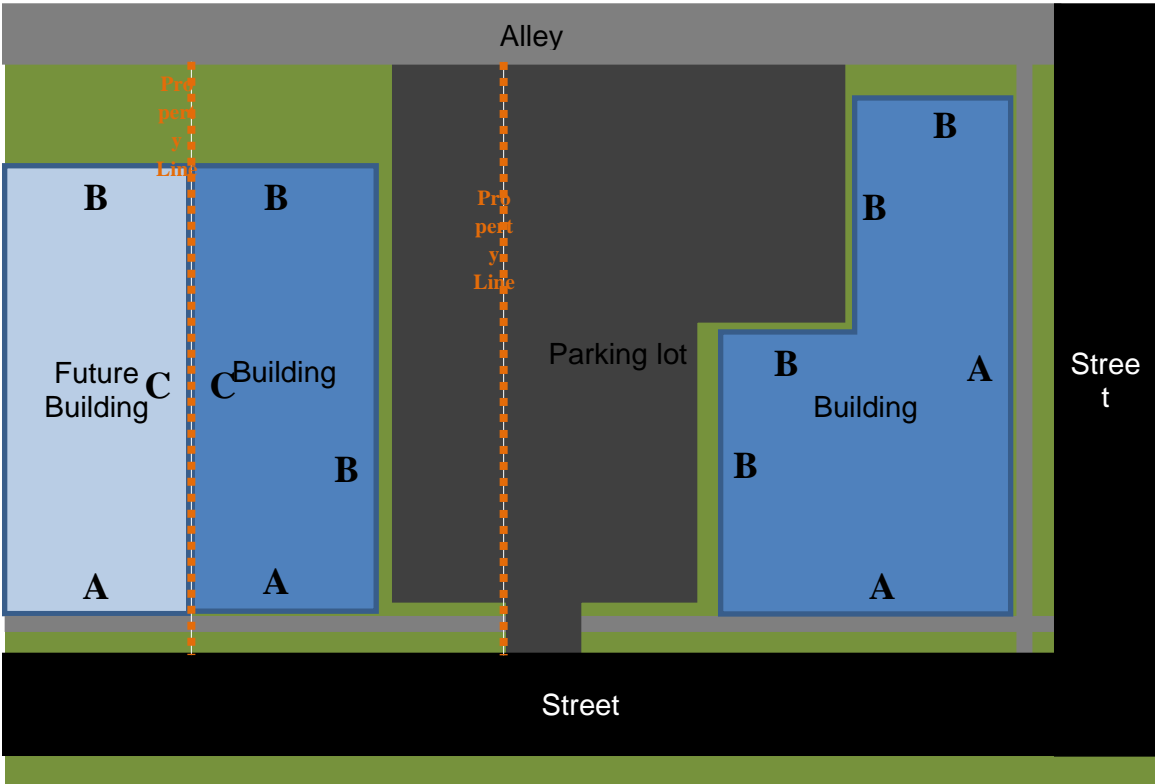 Alley
Pro
pert
y
Line
B
B
B
B
Pro
pert
y
Line
Future
Building
C
C
Building
Parking lot
B
A
Building
Stree
t
B
B
A
A
A
Street